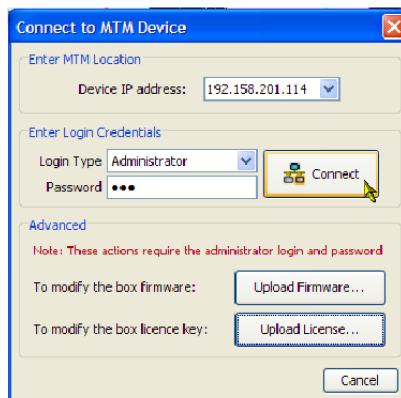 Connect to MTM Device
Enter MTM Location
Device IP address: 192.158.201.114
Enter Login Credentials
Login Type Administrator
Connect
Password ●●●
Advanced
Note: These actions require the administrator login and password
To modify the box firmware: Upload Firmware...
To modify the box licence key: Upload License...
Cancel